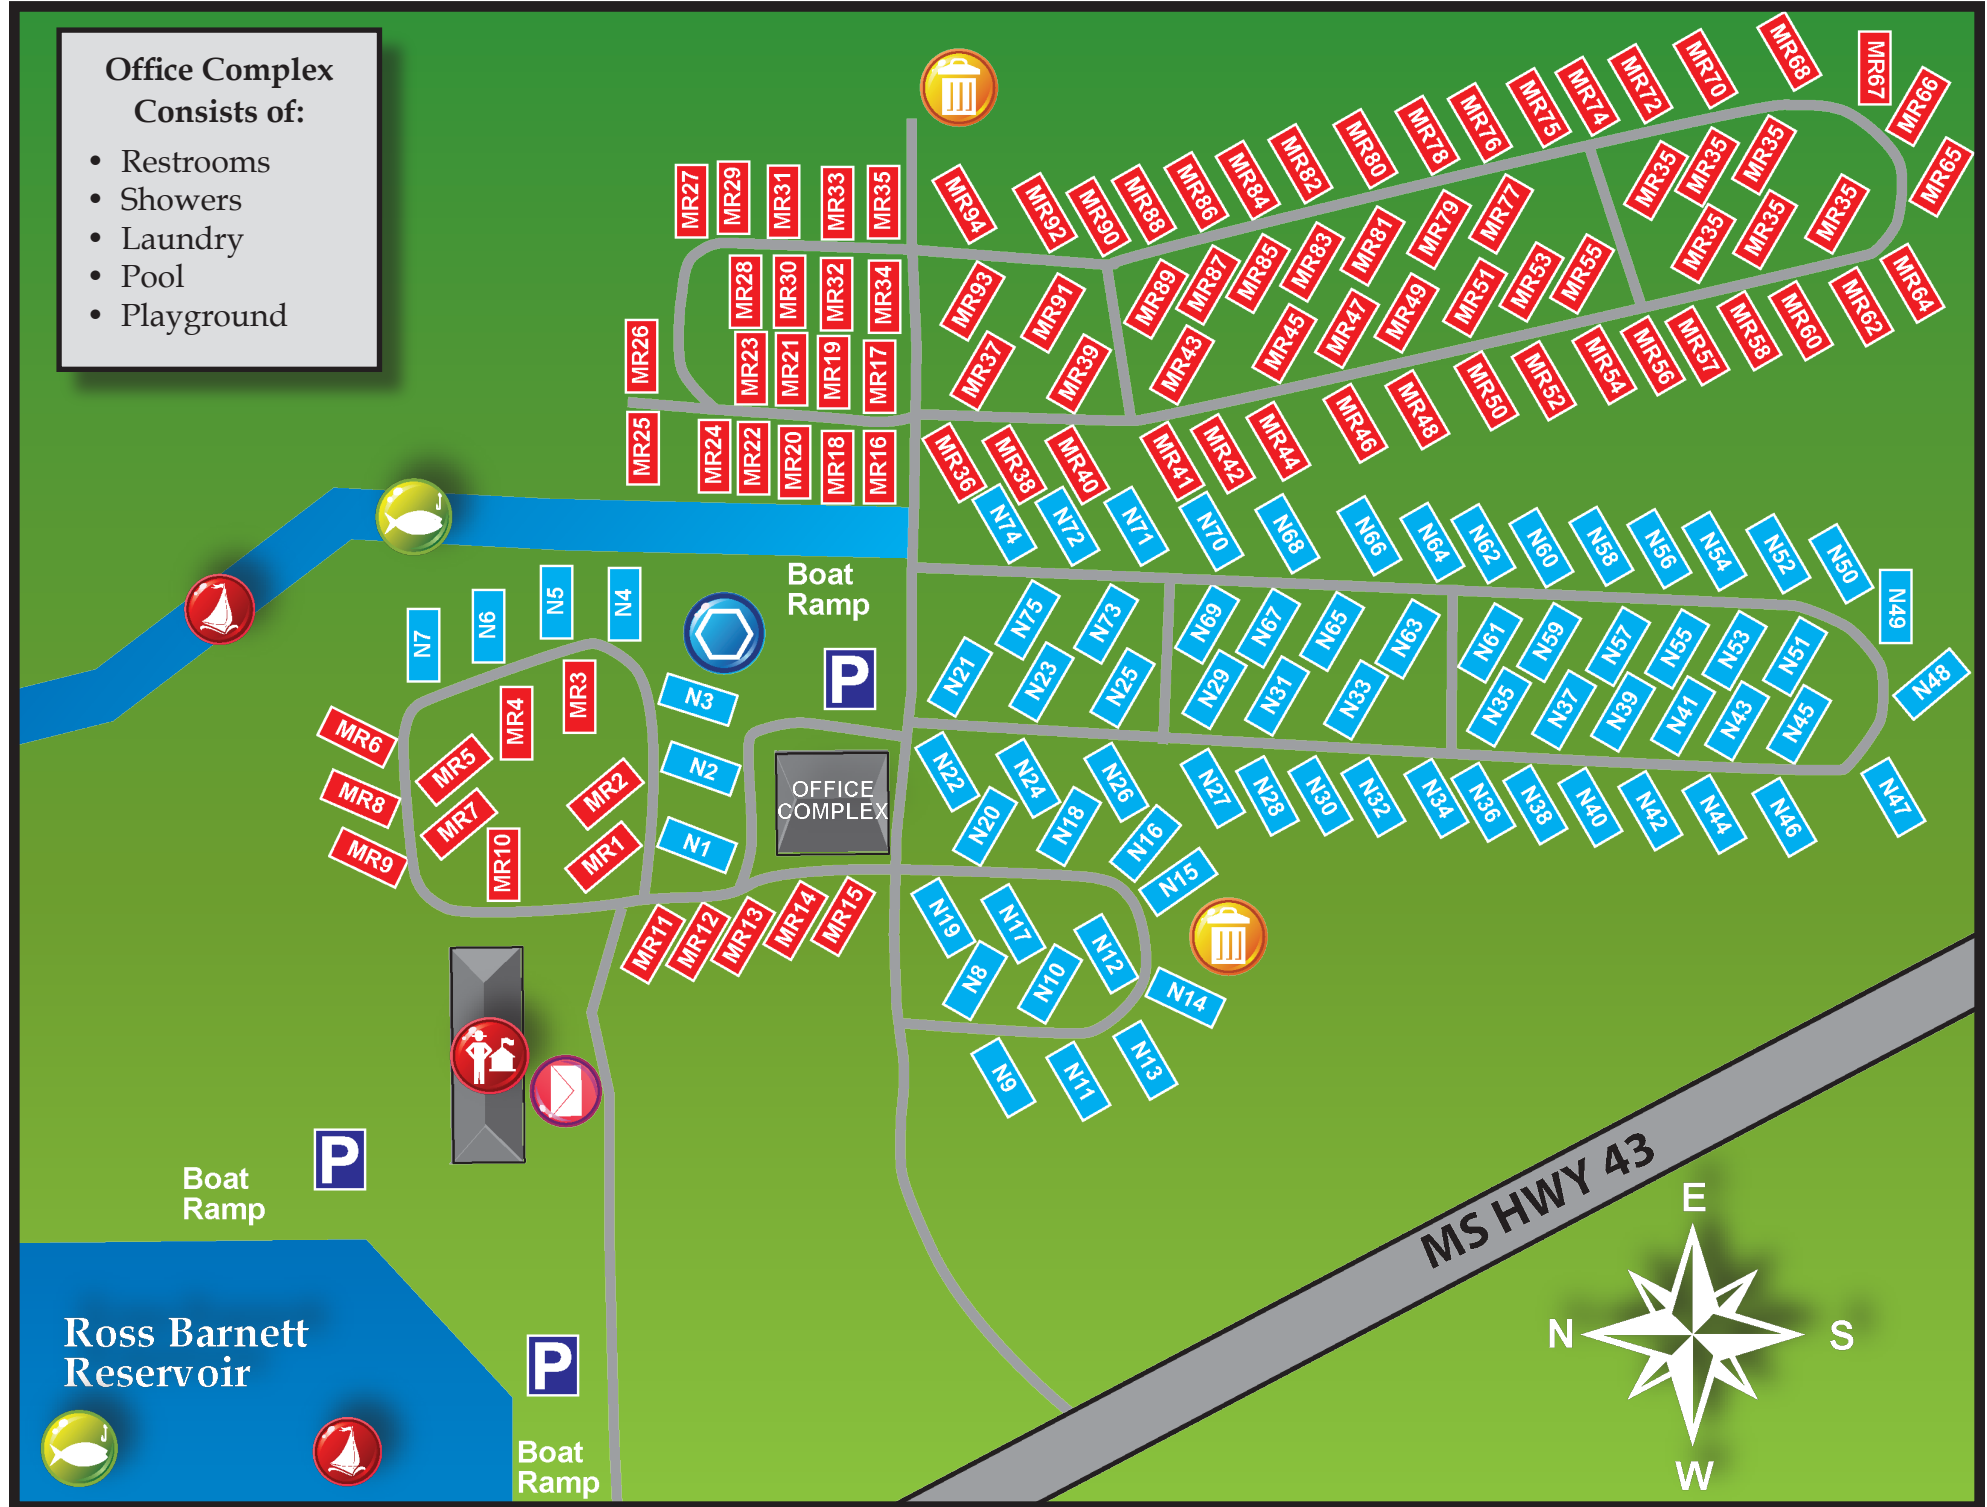 Office Complex
Consists of:
• Restrooms
• Showers
• Laundry
• Pool
• Playground
MR68
MR67
MR70
MR72
MR74
MR75
MR76
MR78
MR80
MR82
MR84
MR86
MR88
MR90
MR92
MR94
MR66
MR65
MR64
MR35
MR35
MR35
MR35
MR35
MR35
MR27
MR29
MR31
MR33
MR35
MR28
MR30
MR32
MR34
MR26
MR23
MR21
MR19
MR17
MR25
MR24
MR22
MR20
MR18
MR16
MR93
MR91
MR89
MR87
MR85
MR83
MR81
MR79
MR77
MR37
MR39
MR43
MR45
MR47
MR49
MR51
MR53
MR55
MR36
MR38
MR40
MR41
MR42
MR44
MR46
MR48
MR50
MR52
MR54
MR56
MR57
MR58
MR60
MR62
N74
N72
N71
N70
N68
N66
N64
N62
N60
N58
N56
N54
N52
N50
N49
N48
N47
Boat
Ramp
P
N7
N6
N5
N4
N3
N2
N1
MR3
MR4
MR5
MR6
MR7
MR8
MR9
MR10
MR2
MR1
OFFICE
COMPLEX
N75
N73
N69
N67
N65
N63
N61
N59
N57
N55
N53
N51
N21
N23
N25
N29
N31
N33
N35
N37
N39
N41
N43
N45
N22
N24
N26
N27
N28
N30
N32
N34
N36
N38
N40
N42
N44
N46
N20
N18
N16
N15
MR11
MR12
MR13
MR14
MR15
N19
N17
N12
N8
N10
N14
N9
N11
N13
P
Boat
Ramp
MS HWY 43
Ross Barnett
Reservoir
P
Boat
Ramp
E
N
S
W